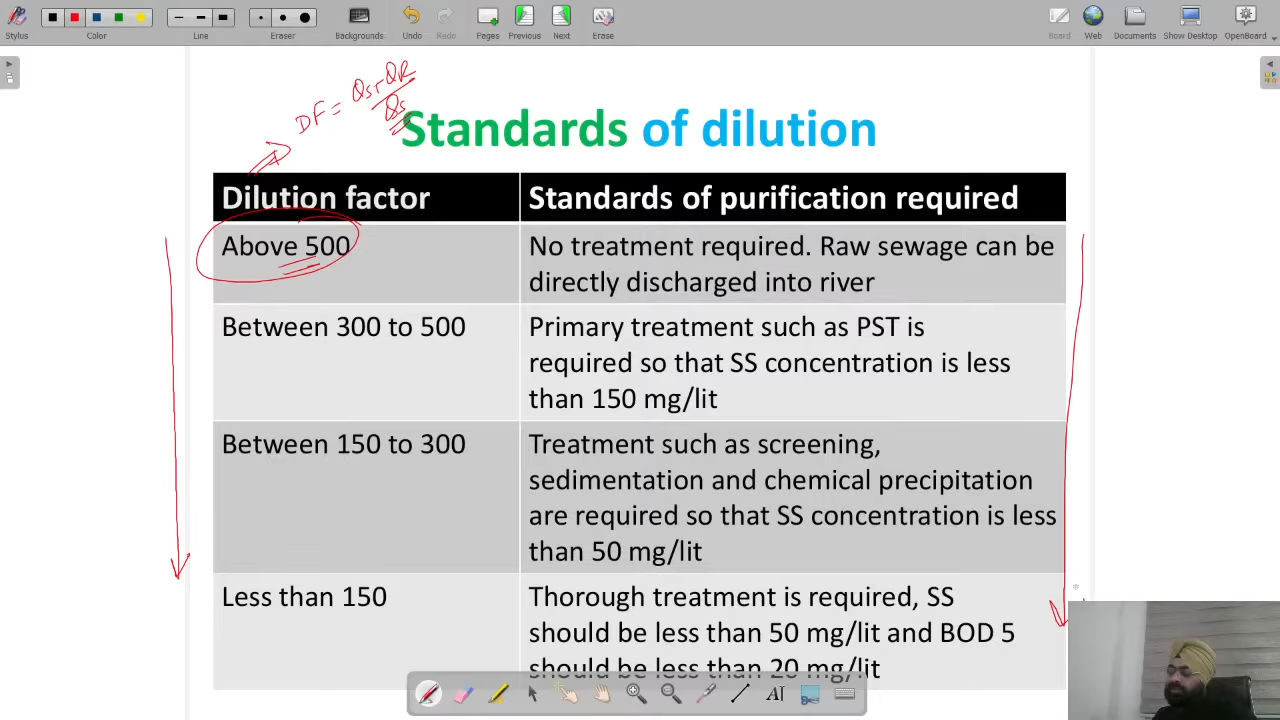 Stylus
Color
Line
Eraser
Backgrounds
Undo
Redo
Pages
Previous
Next
Erase
Board
Web
Documents
Show Desktop
OpenBoard
DF = Qs+QR
Qs
Standards of dilution
Dilution factor
Standards of purification required
Above 500
No treatment required. Raw sewage can be
directly discharged into river
Between 300 to 500
Primary treatment such as PST is
required so that SS concentration is less
than 150 mg/lit
Between 150 to 300
Treatment such as screening,
sedimentation and chemical precipitation
are required so that SS concentration is less
than 50 mg/lit
Less than 150
Thorough treatment is required, SS
should be less than 50 mg/lit and BOD 5
should be less than 20 mg/lit